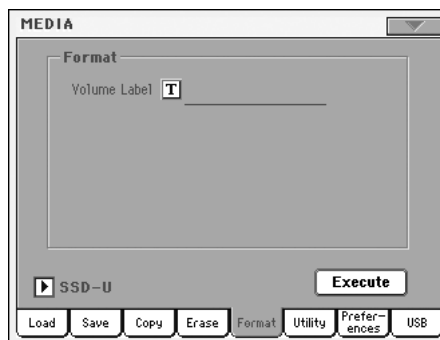 MEDIA
Format
Volume Label T
SSD-U
Execute
Load Save Copy Erase Format Utility Prefer-
ences USB